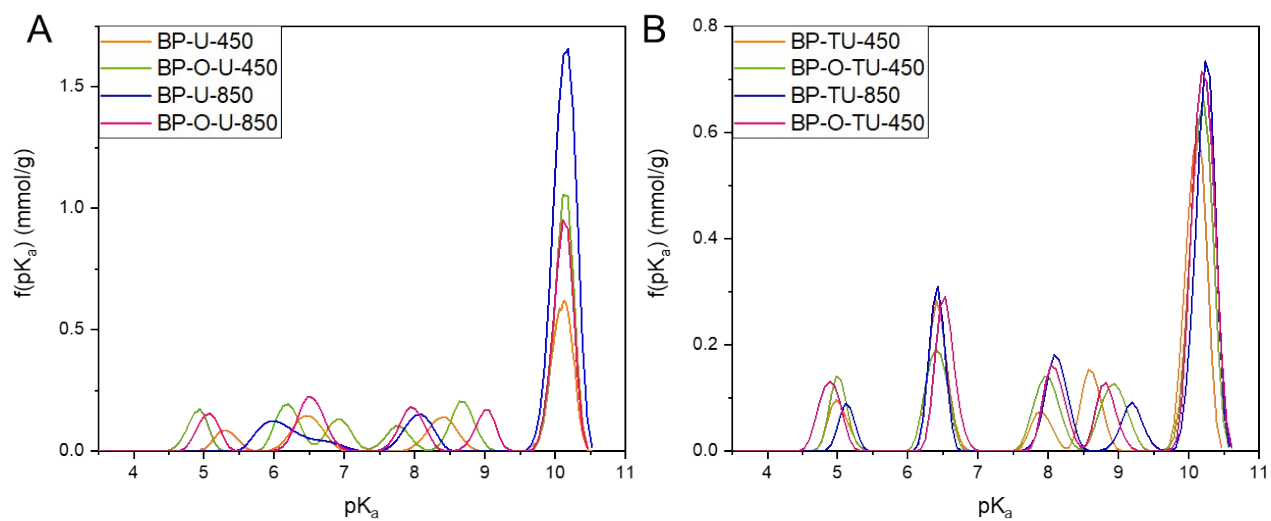 A
BP-U-450
BP-O-U-450
BP-U-850
BP-O-U-850
f(pKa) (mmol/g)
1.5
1.0
0.5
0.0
4 5 6 7 8 9 10 11
pKa
B
BP-TU-450
BP-O-TU-450
BP-TU-850
BP-O-TU-450
f(pKa) (mmol/g)
0.8
0.6
0.4
0.2
0.0
4 5 6 7 8 9 10 11
pKa